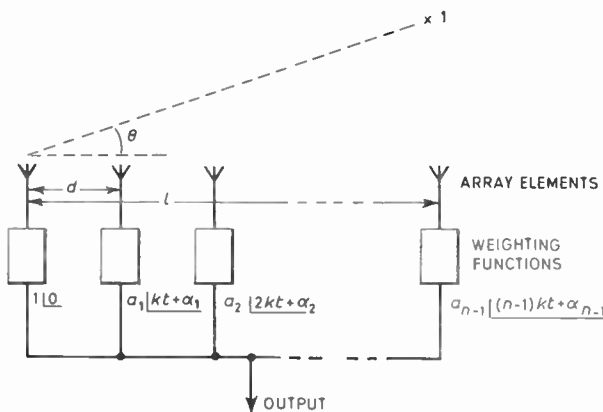 × 1
θ
d
l
ARRAY ELEMENTS
WEIGHTING
FUNCTIONS
1|0
a₁|kt+α₁
a₂|2kt+α₂
aₙ₋₁|(n-1)kt+αₙ₋₁
OUTPUT